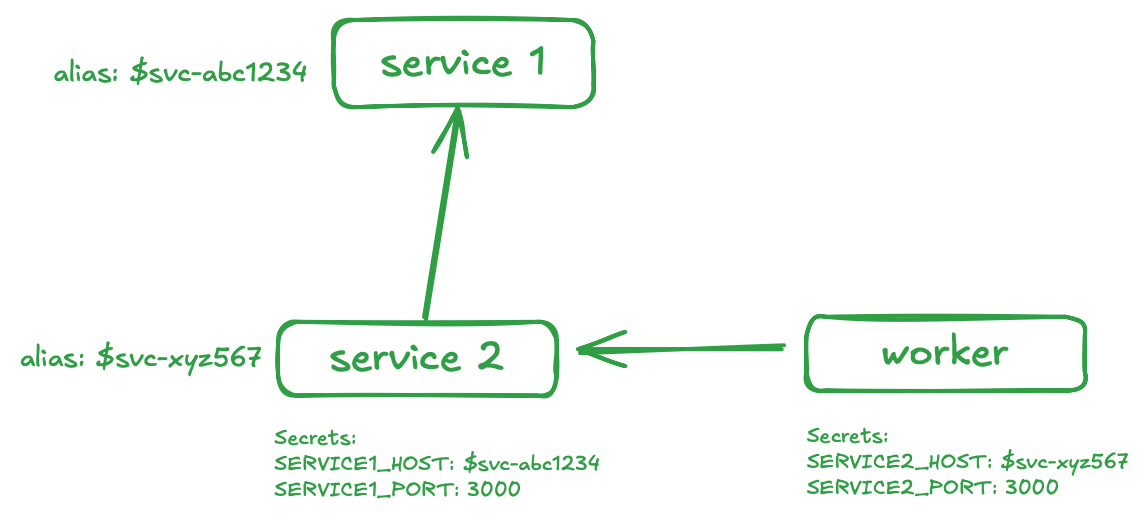 service 1
alias: $svc-abc1234
alias: $svc-xyz567
service 2
worker
Secrets:
SERVICE1_HOST: $svc-abc1234
SERVICE1_PORT: 3000
Secrets:
SERVICE2_HOST: $svc-xyz567
SERVICE2_PORT: 3000